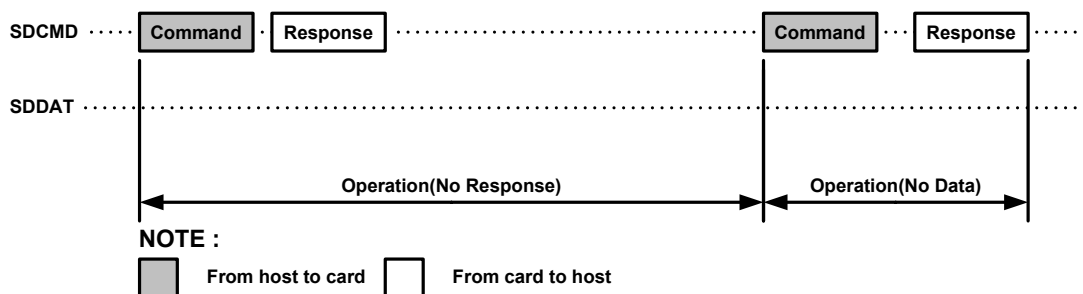 SDCMD Command Response Command Response
SDDAT
Operation(No Response) Operation(No Data)
NOTE :
From host to card From card to host